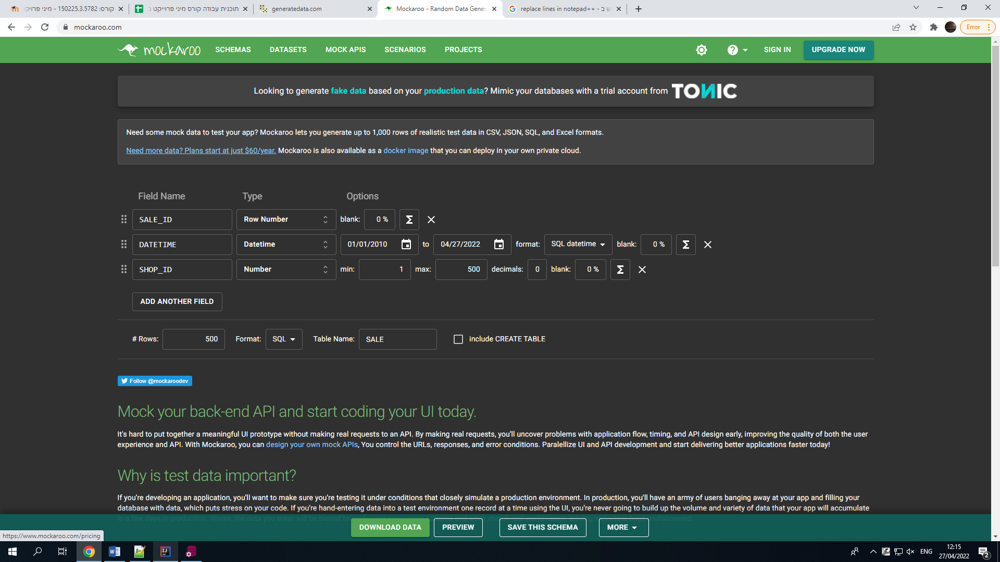 קורס: 150225.3.5782 - מיני פרויק
תוכנית עבודה קורס מיני פרוייקט ב
generatedata.com
Mockaroo - Random Data Gener
replace lines in notepad++ - ש ב
mockaroo.com
Error
mockaroo
SCHEMAS DATASETS MOCK APIS SCENARIOS PROJECTS
SIGN IN UPGRADE NOW
Looking to generate fake data based on your production data? Mimic your databases with a trial account from TONIC
Need some mock data to test your app? Mockaroo lets you generate up to 1,000 rows of realistic test data in CSV, JSON, SQL, and Excel formats.
Need more data? Plans start at just $60/year. Mockaroo is also available as a docker image that you can deploy in your own private cloud.
Field Name Type Options
SALE_ID Row Number blank: 0 % Σ
DATETIME Datetime 01/01/2010 to 04/27/2022 format: SQL datetime blank: 0 % Σ
SHOP_ID Number min: 1 max: 500 decimals: 0 blank: 0 % Σ
ADD ANOTHER FIELD
# Rows: 500 Format: SQL Table Name: SALE include CREATE TABLE
Follow @mockaroodev
Mock your back-end API and start coding your UI today.
It's hard to put together a meaningful UI prototype without making real requests to an API. By making real requests, you'll uncover problems with application flow, timing, and API design early, improving the quality of both the user
experience and API. With Mockaroo, you can design your own mock APIs, You control the URLs, responses, and error conditions. Paralellize UI and API development and start delivering better applications faster today!
Why is test data important?
If you're developing an application, you'll want to make sure you're testing it under conditions that closely simulate a production environment. In production, you'll have an army of users banging away at your app and filling your
database with data, which puts stress on your code. If you're hand-entering data into a test environment one record at a time using the UI, you're never going to build up the volume and variety of data that your app will accumulate
in a few days in production. Worse, the data you enter will be biased
DOWNLOAD DATA PREVIEW SAVE THIS SCHEMA MORE
https://www.mockaroo.com/pricing
ENG
12:15
27/04/2022
2